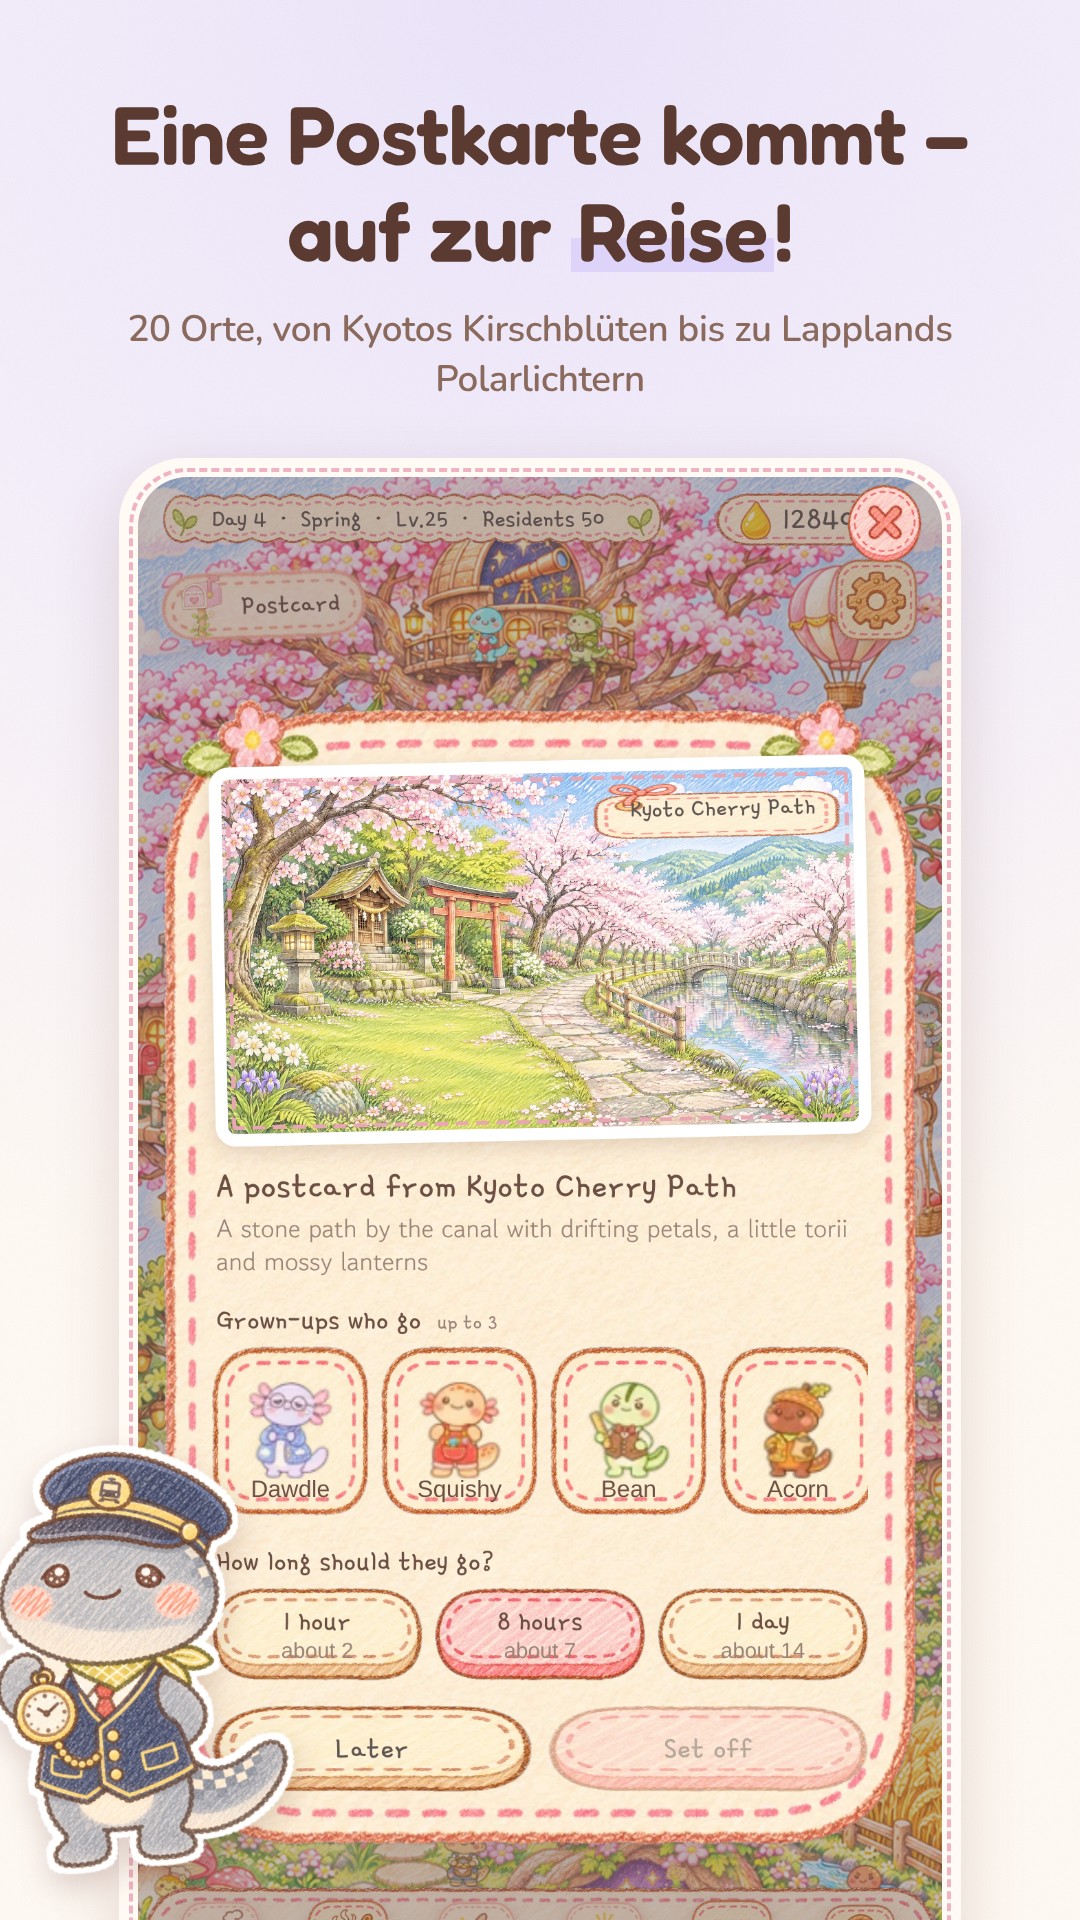 Eine Postkarte kommt –
auf zur Reise!
20 Orte, von Kyotos Kirschblüten bis zu Lapplands
Polarlichtern
Day 4 · Spring · Lv.25 · Residents 50
Postcard
Kyoto Cherry Path
A postcard from Kyoto Cherry Path
A stone path by the canal with drifting petals, a little torii
and mossy lanterns
Grown-ups who go up to 3
Dawdle Squishy Bean Acorn
How long should they go?
1 hour 8 hours 1 day
about 2 about 7 about 14
Later Set off